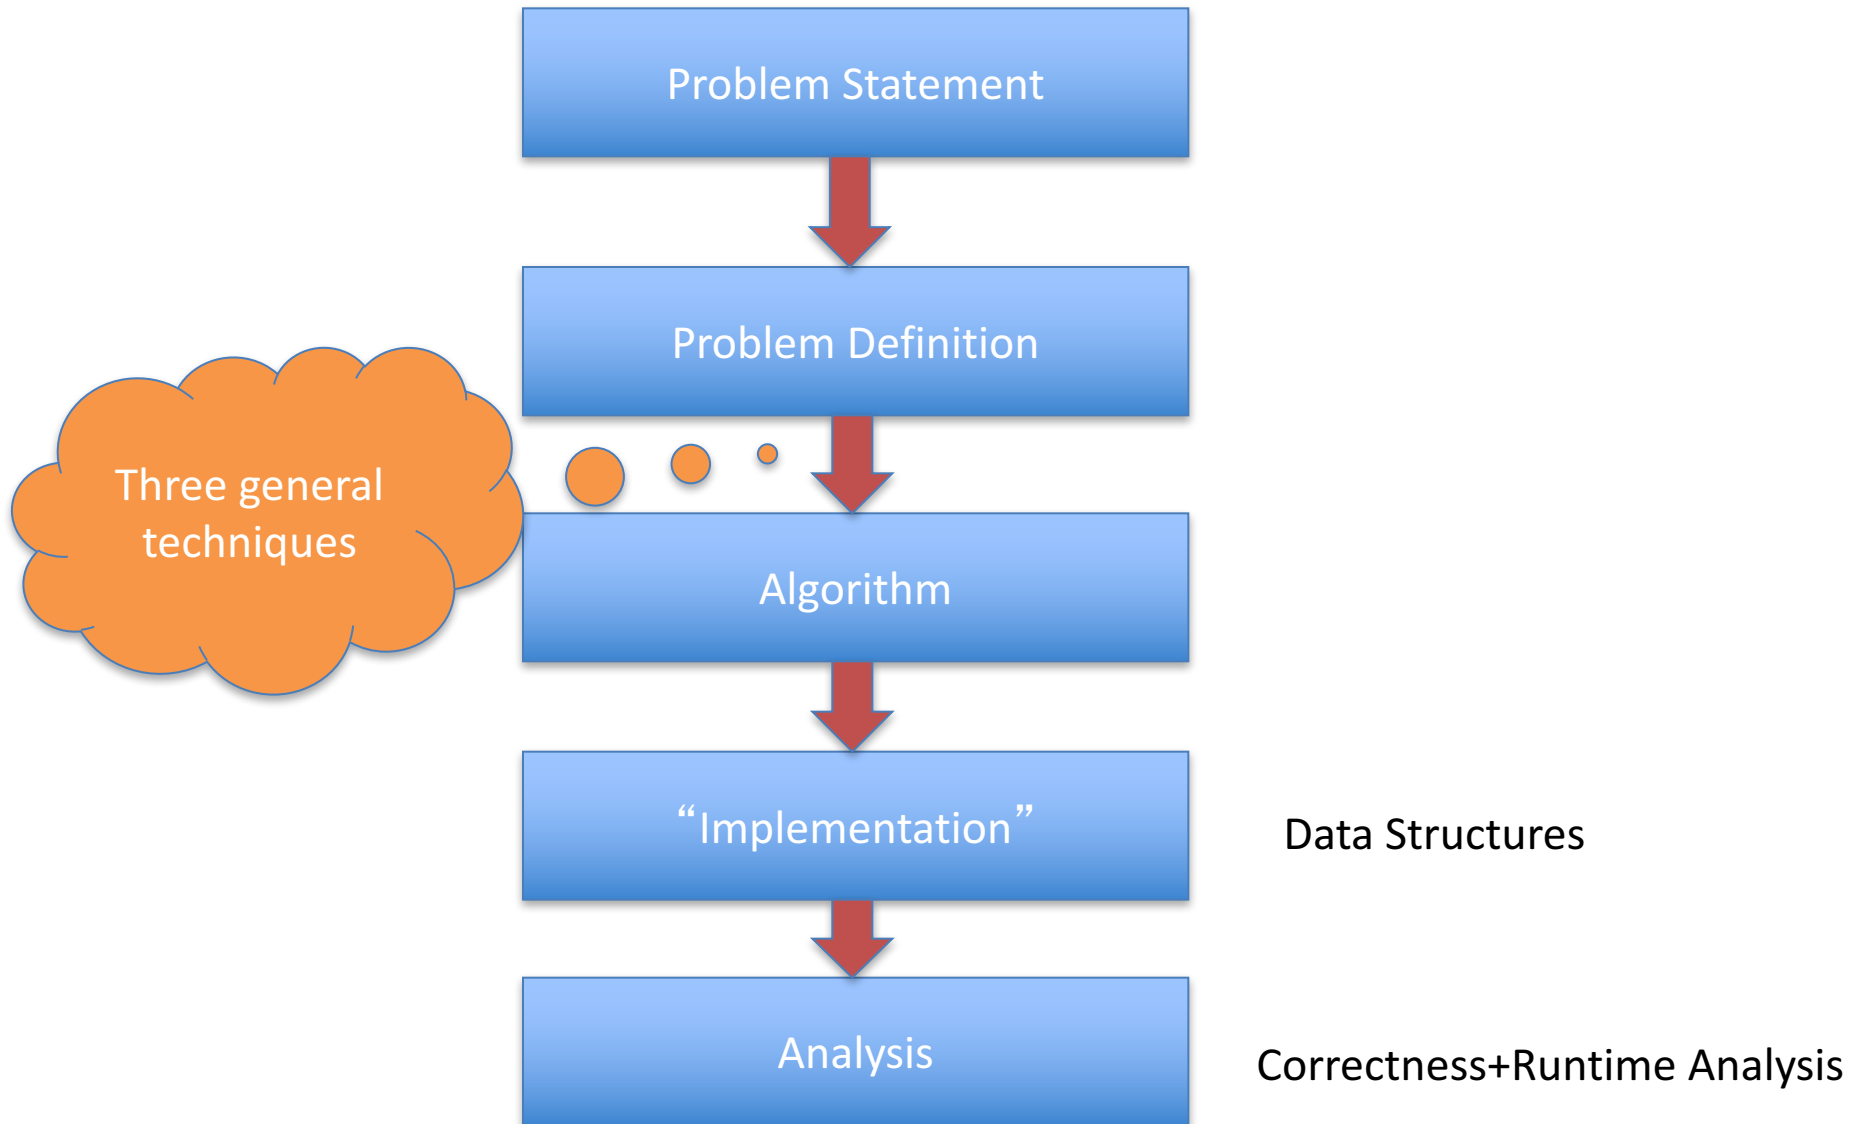 Problem Statement
Problem Definition
Three general
techniques
Algorithm
“Implementation”
Data Structures
Analysis
Correctness+Runtime Analysis